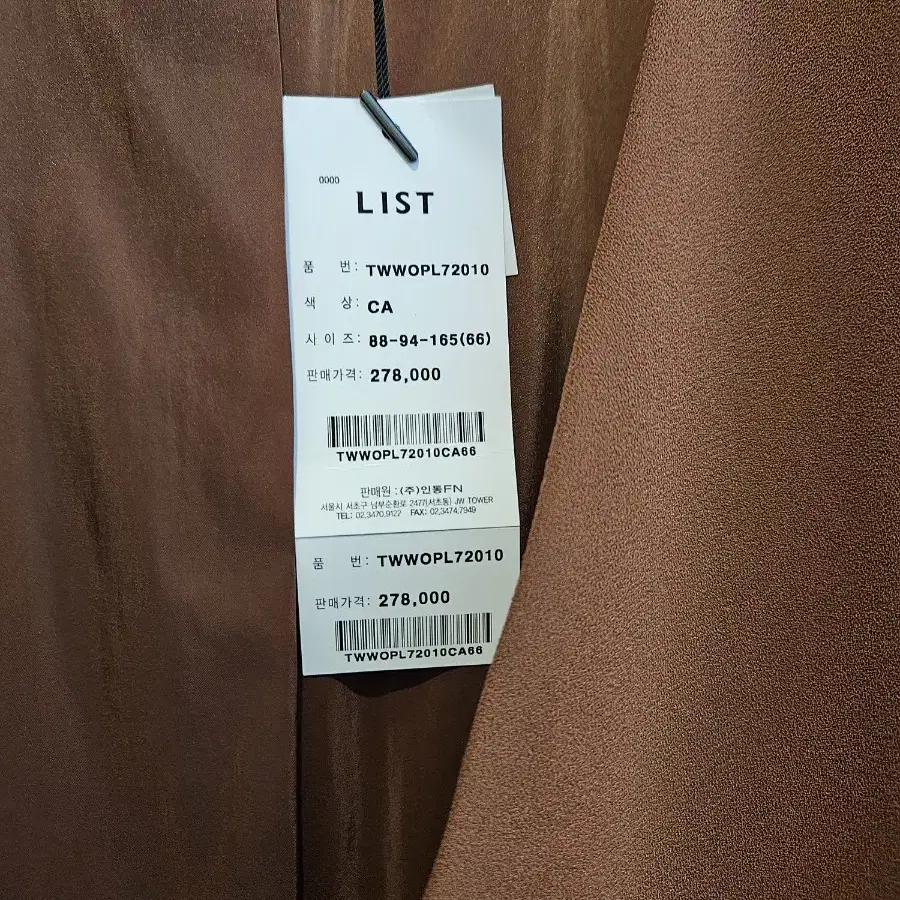 0000
LIST
품 번: TWWOPL72010
색 상: CA
사 이 즈: 88-94-165(66)
판매가격: 278,000
TWWOPL72010CA66
판매원 : (주)인동FN
서울시 서초구 남부순환로 2477(서초동) JW TOWER
TEL: 02.3470.9122 FAX: 02.3474.7949
품 번: TWWOPL72010
판매가격: 278,000
TWWOPL72010CA66